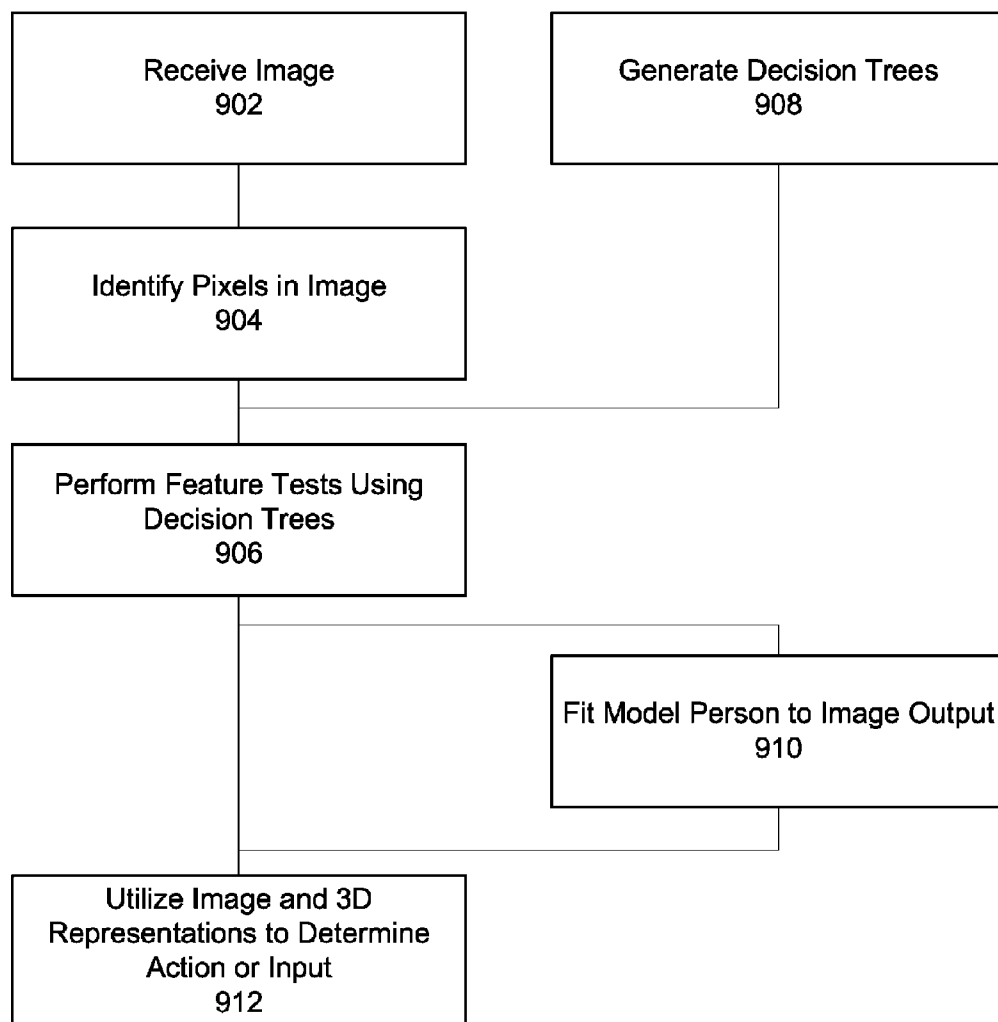 Receive Image
902
Generate Decision Trees
908
Identify Pixels in Image
904
Perform Feature Tests Using
Decision Trees
906
Fit Model Person to Image Output
910
Utilize Image and 3D
Representations to Determine
Action or Input
912